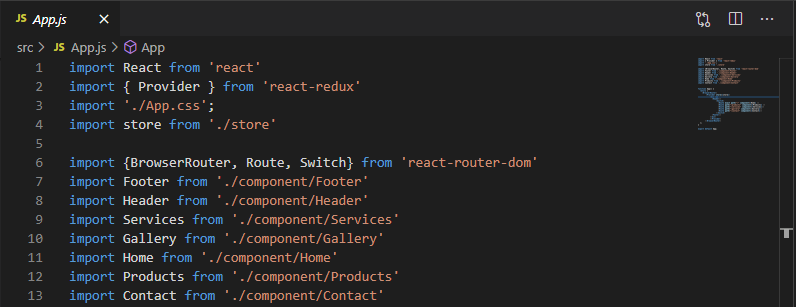 JS App.js ×
src > JS App.js > App
1 import React from 'react'
2 import { Provider } from 'react-redux'
3 import './App.css';
4 import store from './store'
5
6 import {BrowserRouter, Route, Switch} from 'react-router-dom'
7 import Footer from './component/Footer'
8 import Header from './component/Header'
9 import Services from './component/Services'
10 import Gallery from './component/Gallery'
11 import Home from './component/Home'
12 import Products from './component/Products'
13 import Contact from './component/Contact'